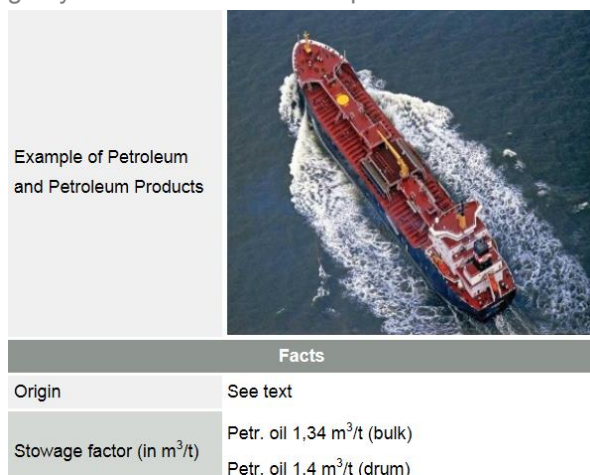 Example of Petroleum
and Petroleum Products
Facts
Origin
See text
Stowage factor (in m³/t)
Petr. oil 1,34 m³/t (bulk)
Petr. oil 1,4 m³/t (drum)